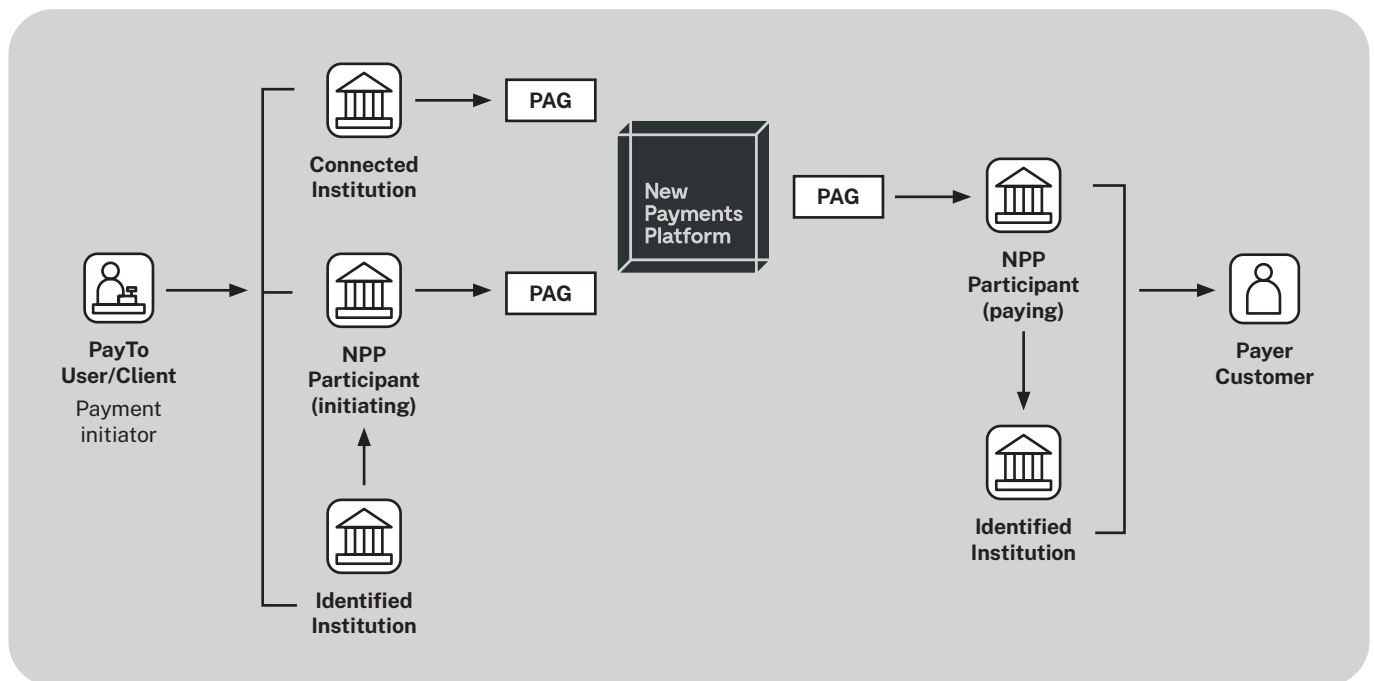 PAG
Connected
Institution
New
Payments
Platform
PAG
NPP
Participant
(paying)
PAG
PayTo
User/Client
Payment
initiator
NPP
Participant
(initiating)
Payer
Customer
Identified
Institution
Identified
Institution